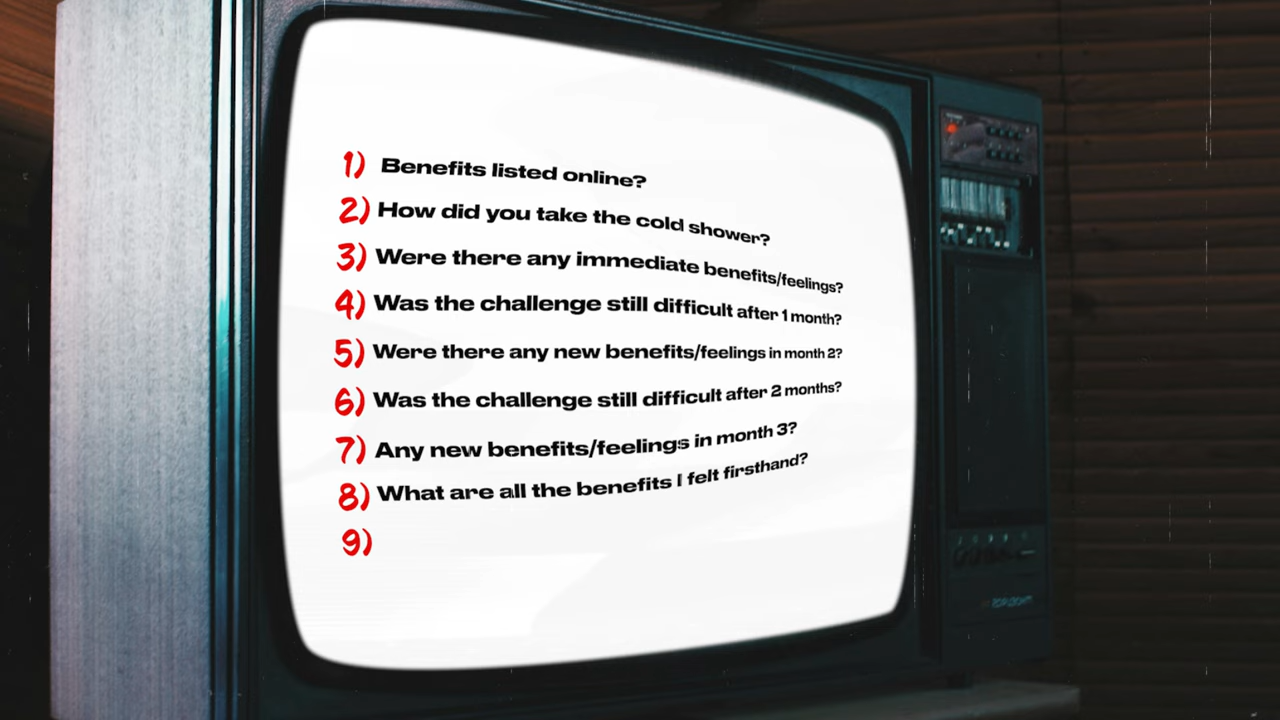 1) Benefits listed online?
2) How did you take the cold shower?
3) Were there any immediate benefits/feelings?
4) Was the challenge still difficult after 1 month?
5) Were there any new benefits/feelings in month 2?
6) Was the challenge still difficult after 2 months?
7) Any new benefits/feelings in month 3?
8) What are all the benefits I felt firsthand?
9)